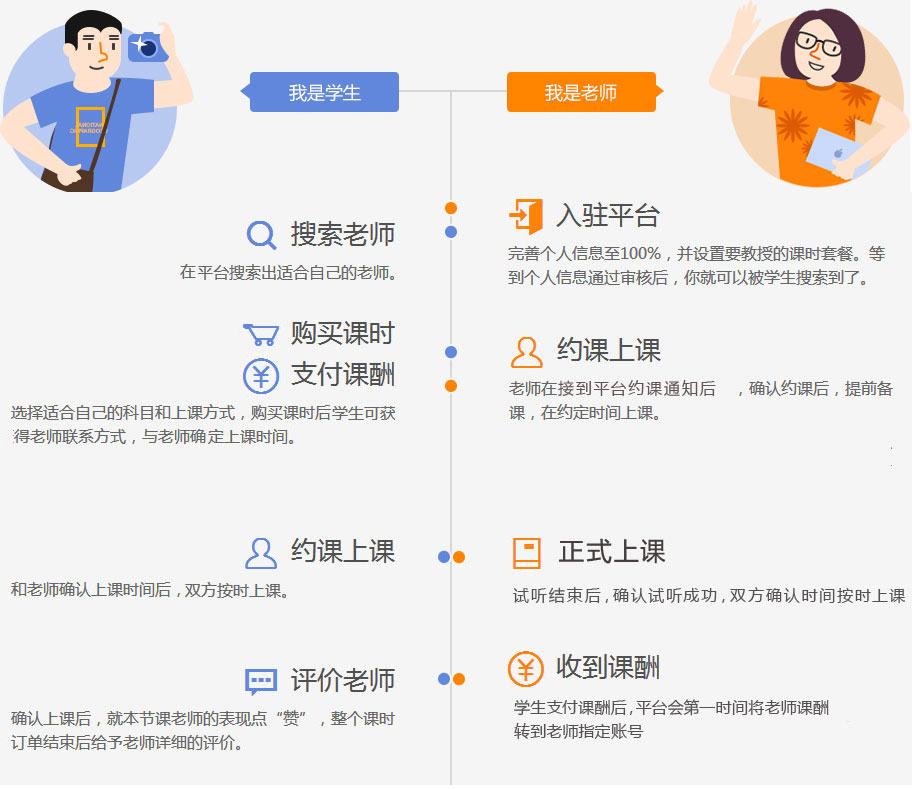 我是学生
我是老师
搜索老师
在平台搜索出适合自己的老师。
购买课时
支付课酬
选择适合自己的科目和上课方式，购买课时后学生可获
得老师联系方式，与老师确定上课时间。
约课上课
和老师确认上课时间后，双方按时上课。
评价老师
确认上课后，就本节课老师的表现点“赞”，整个课时
订单结束后给予老师详细的评价。
入驻平台
完善个人信息至100%，并设置要教授的课时套餐。等
到个人信息通过审核后，你就可以被学生搜索到了。
约课上课
老师在接到平台约课通知后 ，确认约课后，提前备
课，在约定时间上课。
正式上课
试听结束后,确认试听成功,双方确认时间按时上课
收到课酬
学生支付课酬后,平台会第一时间将老师课酬
转到老师指定账号